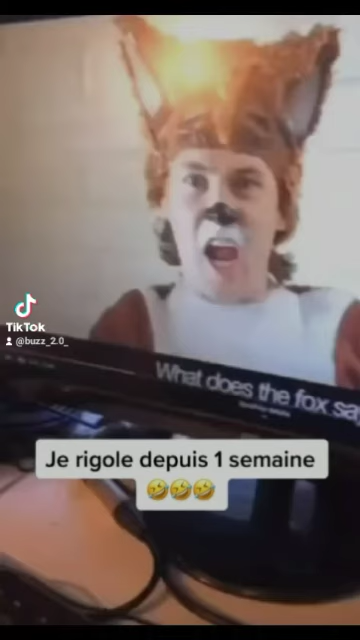 TikTok
@buzz_2.0_
What does the fox say
Je rigole depuis 1 semaine
🤣🤣🤣